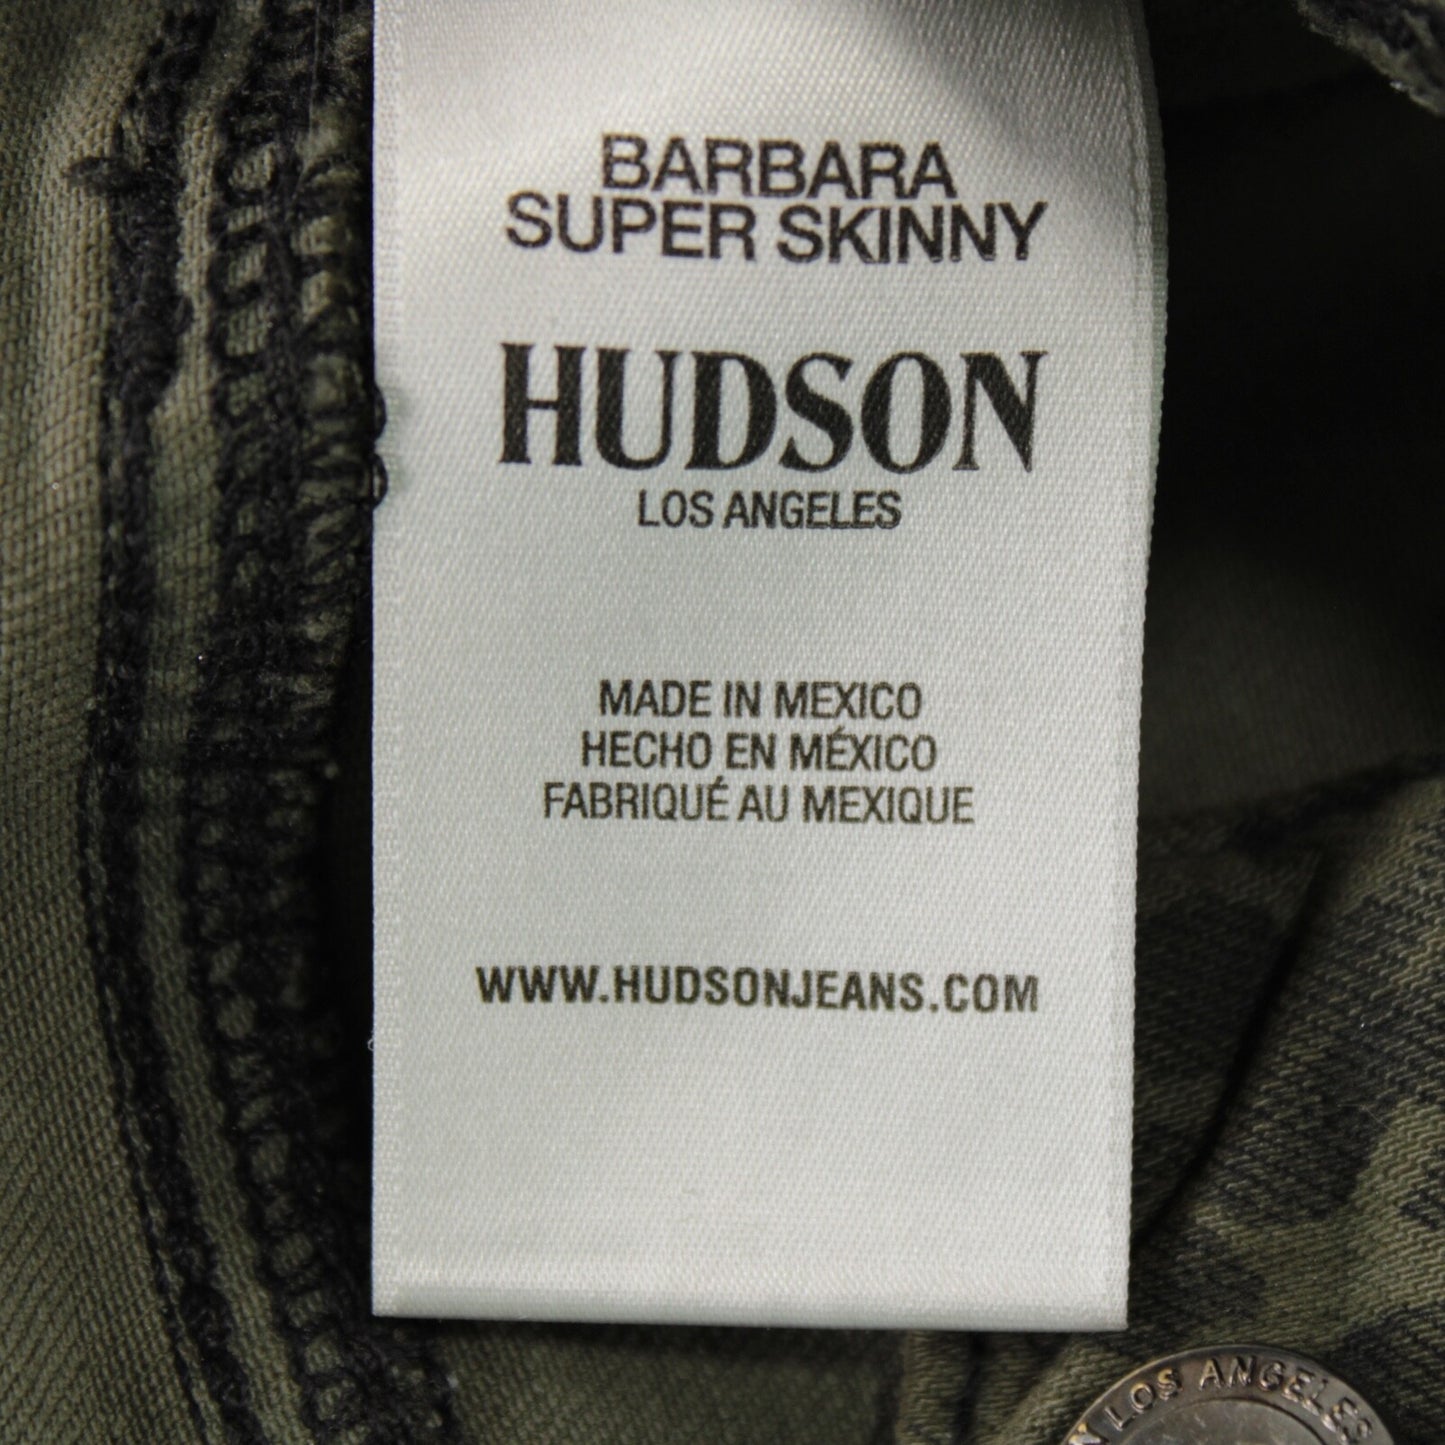 BARBARA
SUPER SKINNY
HUDSON
LOS ANGELES
MADE IN MEXICO
HECHO EN MÉXICO
FABRIQUÉ AU MEXIQUE
WWW.HUDSONJEANS.COM
LOS ANGELES